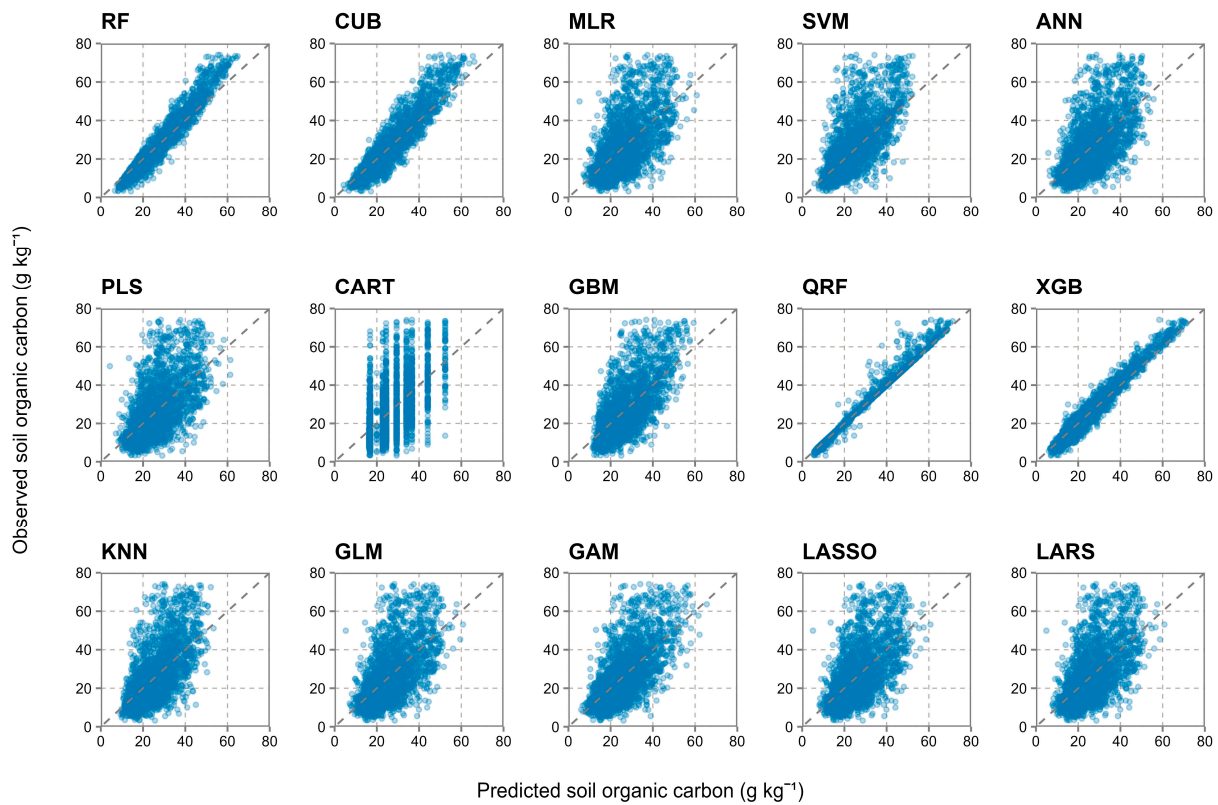 RF CUB MLR SVM ANN
80 80 80 80 80
60 60 60 60 60
40 40 40 40 40
20 20 20 20 20
0 0 0 0 0
0 20 40 60 80 0 20 40 60 80 0 20 40 60 80 0 20 40 60 80 0 20 40 60 80
PLS CART GBM QRF XGB
80 80 80 80 80
60 60 60 60 60
40 40 40 40 40
20 20 20 20 20
0 0 0 0 0
0 20 40 60 80 0 20 40 60 80 0 20 40 60 80 0 20 40 60 80 0 20 40 60 80
KNN GLM GAM LASSO LARS
80 80 80 80 80
60 60 60 60 60
40 40 40 40 40
20 20 20 20 20
0 0 0 0 0
0 20 40 60 80 0 20 40 60 80 0 20 40 60 80 0 20 40 60 80 0 20 40 60 80
Observed soil organic carbon (g kg⁻¹)
Predicted soil organic carbon (g kg⁻¹)